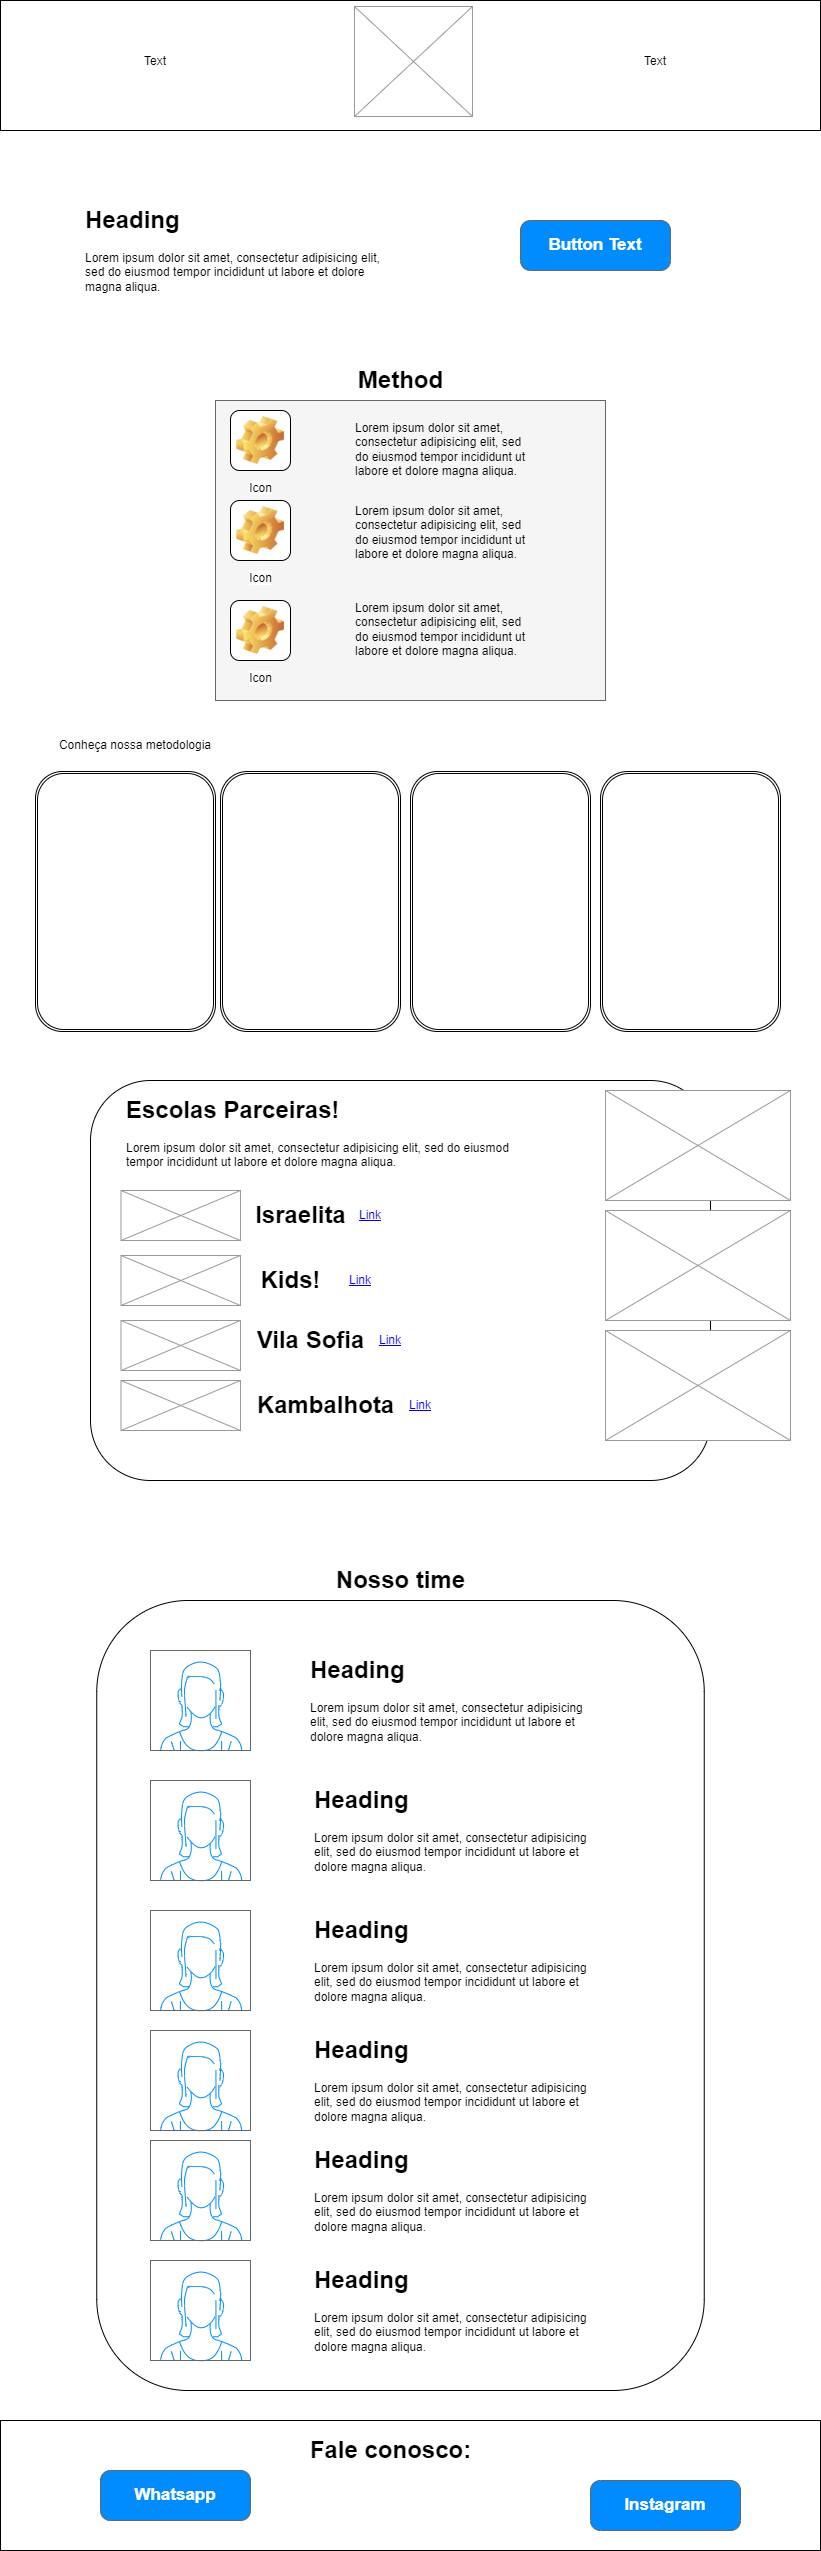 Text
Text
Heading
Lorem ipsum dolor sit amet, consectetur adipisicing elit,
sed do eiusmod tempor incididunt ut labore et dolore
magna aliqua.
Button Text
Method
Icon
Lorem ipsum dolor sit amet,
consectetur adipisicing elit, sed
do eiusmod tempor incididunt ut
labore et dolore magna aliqua.
Icon
Lorem ipsum dolor sit amet,
consectetur adipisicing elit, sed
do eiusmod tempor incididunt ut
labore et dolore magna aliqua.
Icon
Lorem ipsum dolor sit amet,
consectetur adipisicing elit, sed
do eiusmod tempor incididunt ut
labore et dolore magna aliqua.
Conheça nossa metodologia
Escolas Parceiras!
Lorem ipsum dolor sit amet, consectetur adipisicing elit, sed do eiusmod
tempor incididunt ut labore et dolore magna aliqua.
Israelita Link
Kids! Link
Vila Sofia Link
Kambalhota Link
Nosso time
Heading
Lorem ipsum dolor sit amet, consectetur adipisicing
elit, sed do eiusmod tempor incididunt ut labore et
dolore magna aliqua.
Heading
Lorem ipsum dolor sit amet, consectetur adipisicing
elit, sed do eiusmod tempor incididunt ut labore et
dolore magna aliqua.
Heading
Lorem ipsum dolor sit amet, consectetur adipisicing
elit, sed do eiusmod tempor incididunt ut labore et
dolore magna aliqua.
Heading
Lorem ipsum dolor sit amet, consectetur adipisicing
elit, sed do eiusmod tempor incididunt ut labore et
dolore magna aliqua.
Heading
Lorem ipsum dolor sit amet, consectetur adipisicing
elit, sed do eiusmod tempor incididunt ut labore et
dolore magna aliqua.
Heading
Lorem ipsum dolor sit amet, consectetur adipisicing
elit, sed do eiusmod tempor incididunt ut labore et
dolore magna aliqua.
Fale conosco:
Whatsapp
Instagram